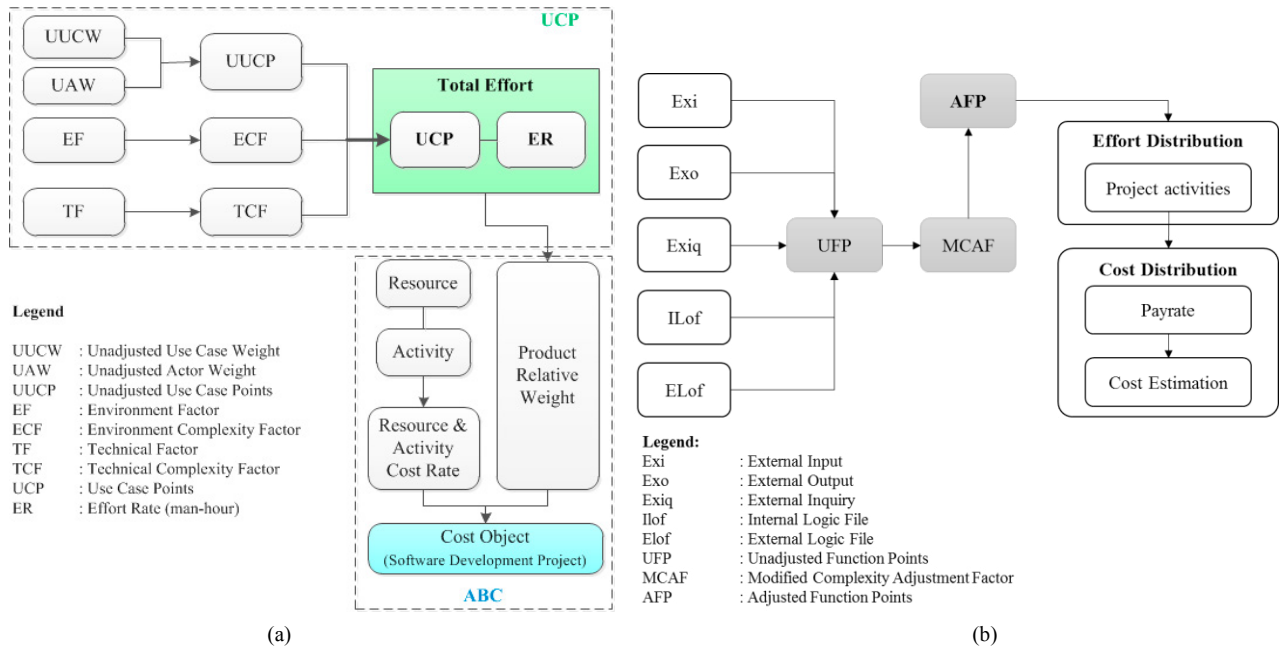 UCP
UUCW
UAW
UUCP
EF
ECF
TF
TCF
Total Effort
UCP
ER
Resource
Activity
Resource &
Activity
Cost Rate
Product
Relative
Weight
Cost Object
(Software Development Project)
ABC
Legend
UUCW : Unadjusted Use Case Weight
UAW : Unadjusted Actor Weight
UUCP : Unadjusted Use Case Points
EF : Environment Factor
ECF : Environment Complexity Factor
TF : Technical Factor
TCF : Technical Complexity Factor
UCP : Use Case Points
ER : Effort Rate (man-hour)
(a)
Exi
Exo
Exiq
ILof
ELof
UFP
MCAF
AFP
Effort Distribution
Project activities
Cost Distribution
Payrate
Cost Estimation
Legend:
Exi : External Input
Exo : External Output
Exiq : External Inquiry
Ilof : Internal Logic File
Elof : External Logic File
UFP : Unadjusted Function Points
MCAF : Modified Complexity Adjustment Factor
AFP : Adjusted Function Points
(b)